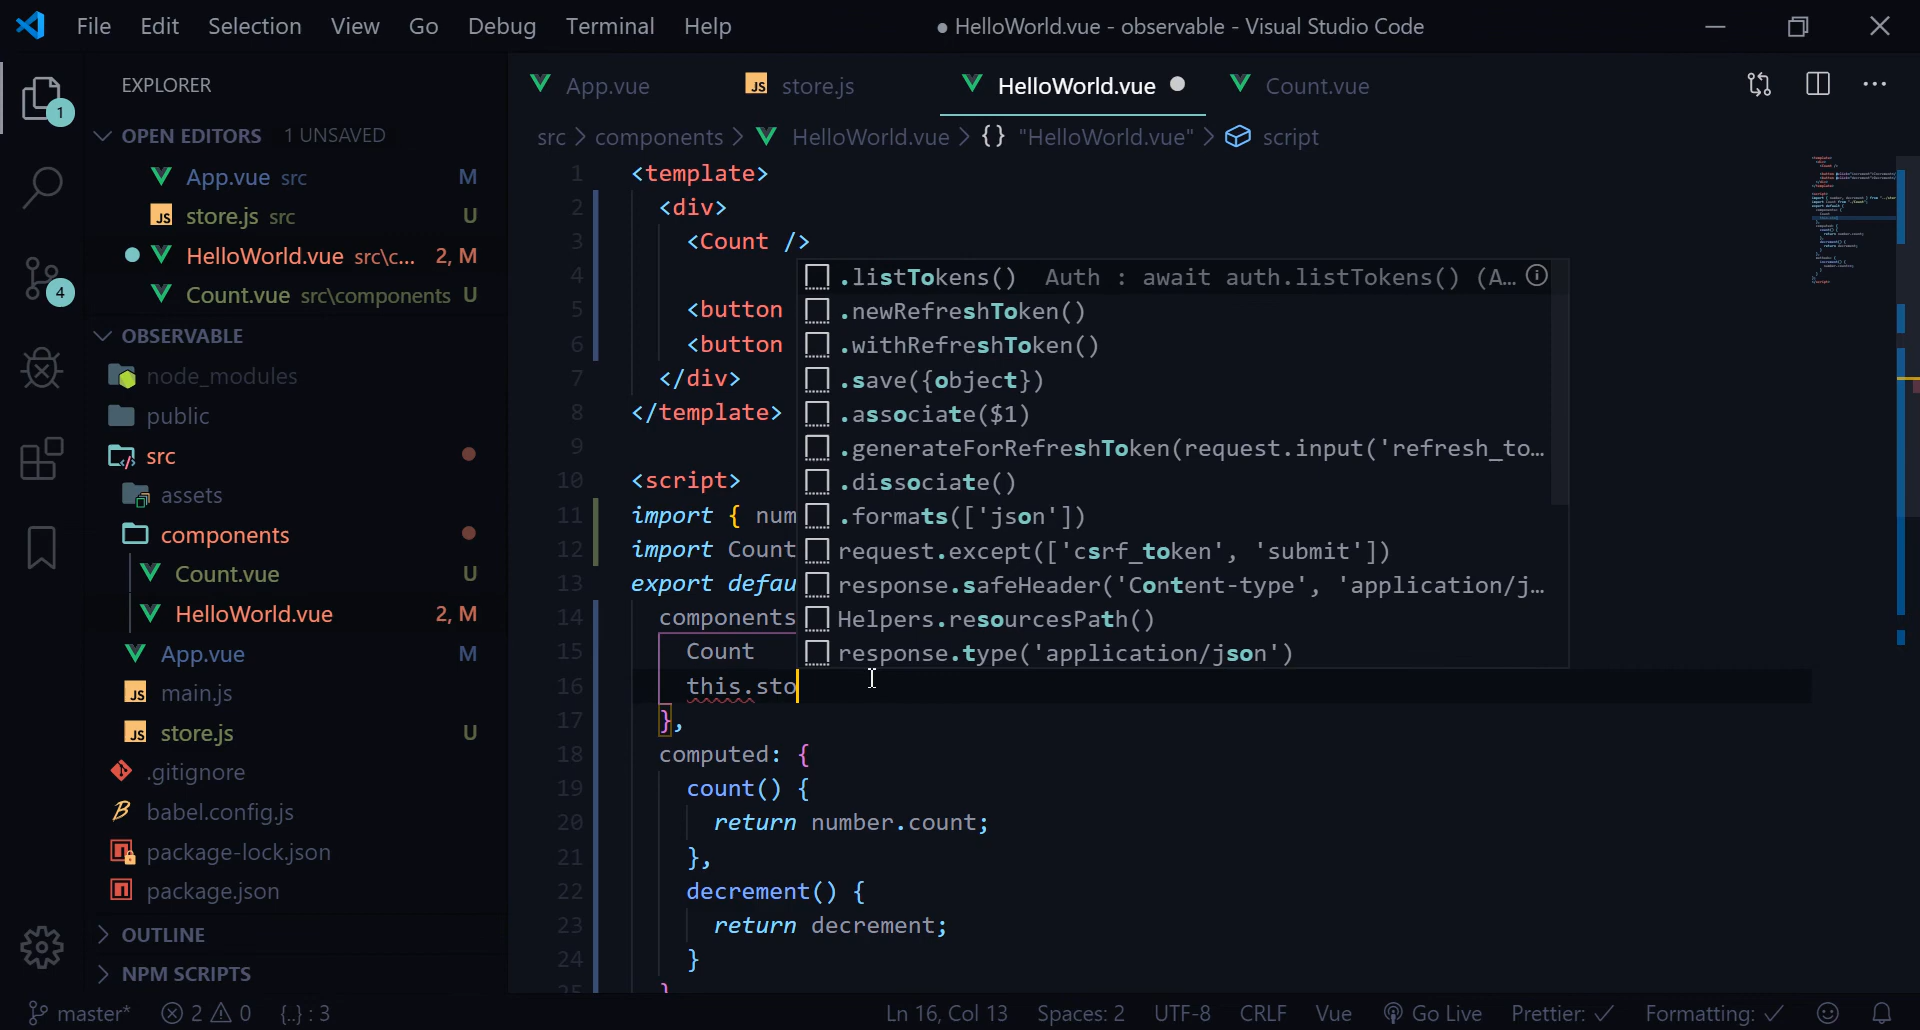 File Edit Selection View Go Debug Terminal Help
● HelloWorld.vue - observable - Visual Studio Code
EXPLORER
1
OPEN EDITORS 1 UNSAVED
App.vue src M
JS store.js src U
HelloWorld.vue src\c... 2, M
4
Count.vue src\components U
OBSERVABLE
node_modules
public
src
assets
components
Count.vue U
HelloWorld.vue 2, M
App.vue M
JS main.js
JS store.js U
.gitignore
babel.config.js
package-lock.json
package.json
OUTLINE
NPM SCRIPTS
App.vue JS store.js HelloWorld.vue Count.vue
src > components > HelloWorld.vue > {} "HelloWorld.vue" > script
1 <template>
2 <div>
3 <Count />
4
5 <button
6 <button
7 </div>
8 </template>
9
10 <script>
11 import { num
12 import Count
13 export defau
14 components
15 Count
16 this.sto
17 },
18 computed: {
19 count() {
20 return number.count;
21 },
22 decrement() {
23 return decrement;
24 }
25 }
.listTokens() Auth : await auth.listTokens() (A...
.newRefreshToken()
.withRefreshToken()
.save({object})
.associate($1)
.generateForRefreshToken(request.input('refresh_to...
.dissociate()
.formats(['json'])
request.except(['csrf_token', 'submit'])
response.safeHeader('Content-type', 'application/j...
Helpers.resourcesPath()
response.type('application/json')
master* 2 0 {..} : 3
Ln 16, Col 13 Spaces: 2 UTF-8 CRLF Vue Go Live Prettier: ✓ Formatting: ✓